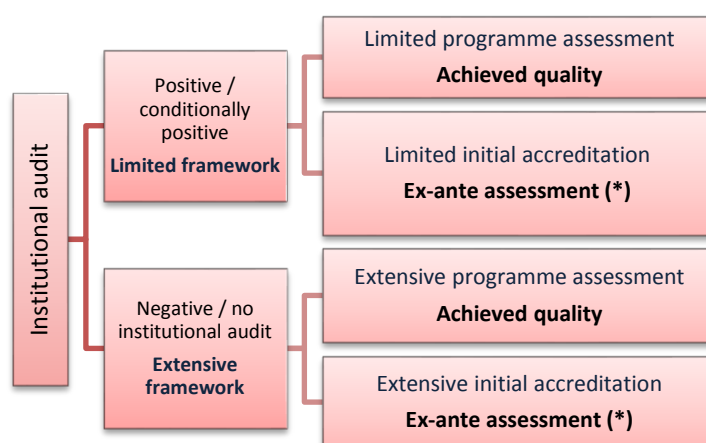 Institutional audit
Positive /
conditionally
positive
Limited framework
Limited programme assessment
Achieved quality
Limited initial accreditation
Ex-ante assessment (*)
Negative / no
institutional audit
Extensive
framework
Extensive programme assessment
Achieved quality
Extensive initial accreditation
Ex-ante assessment (*)